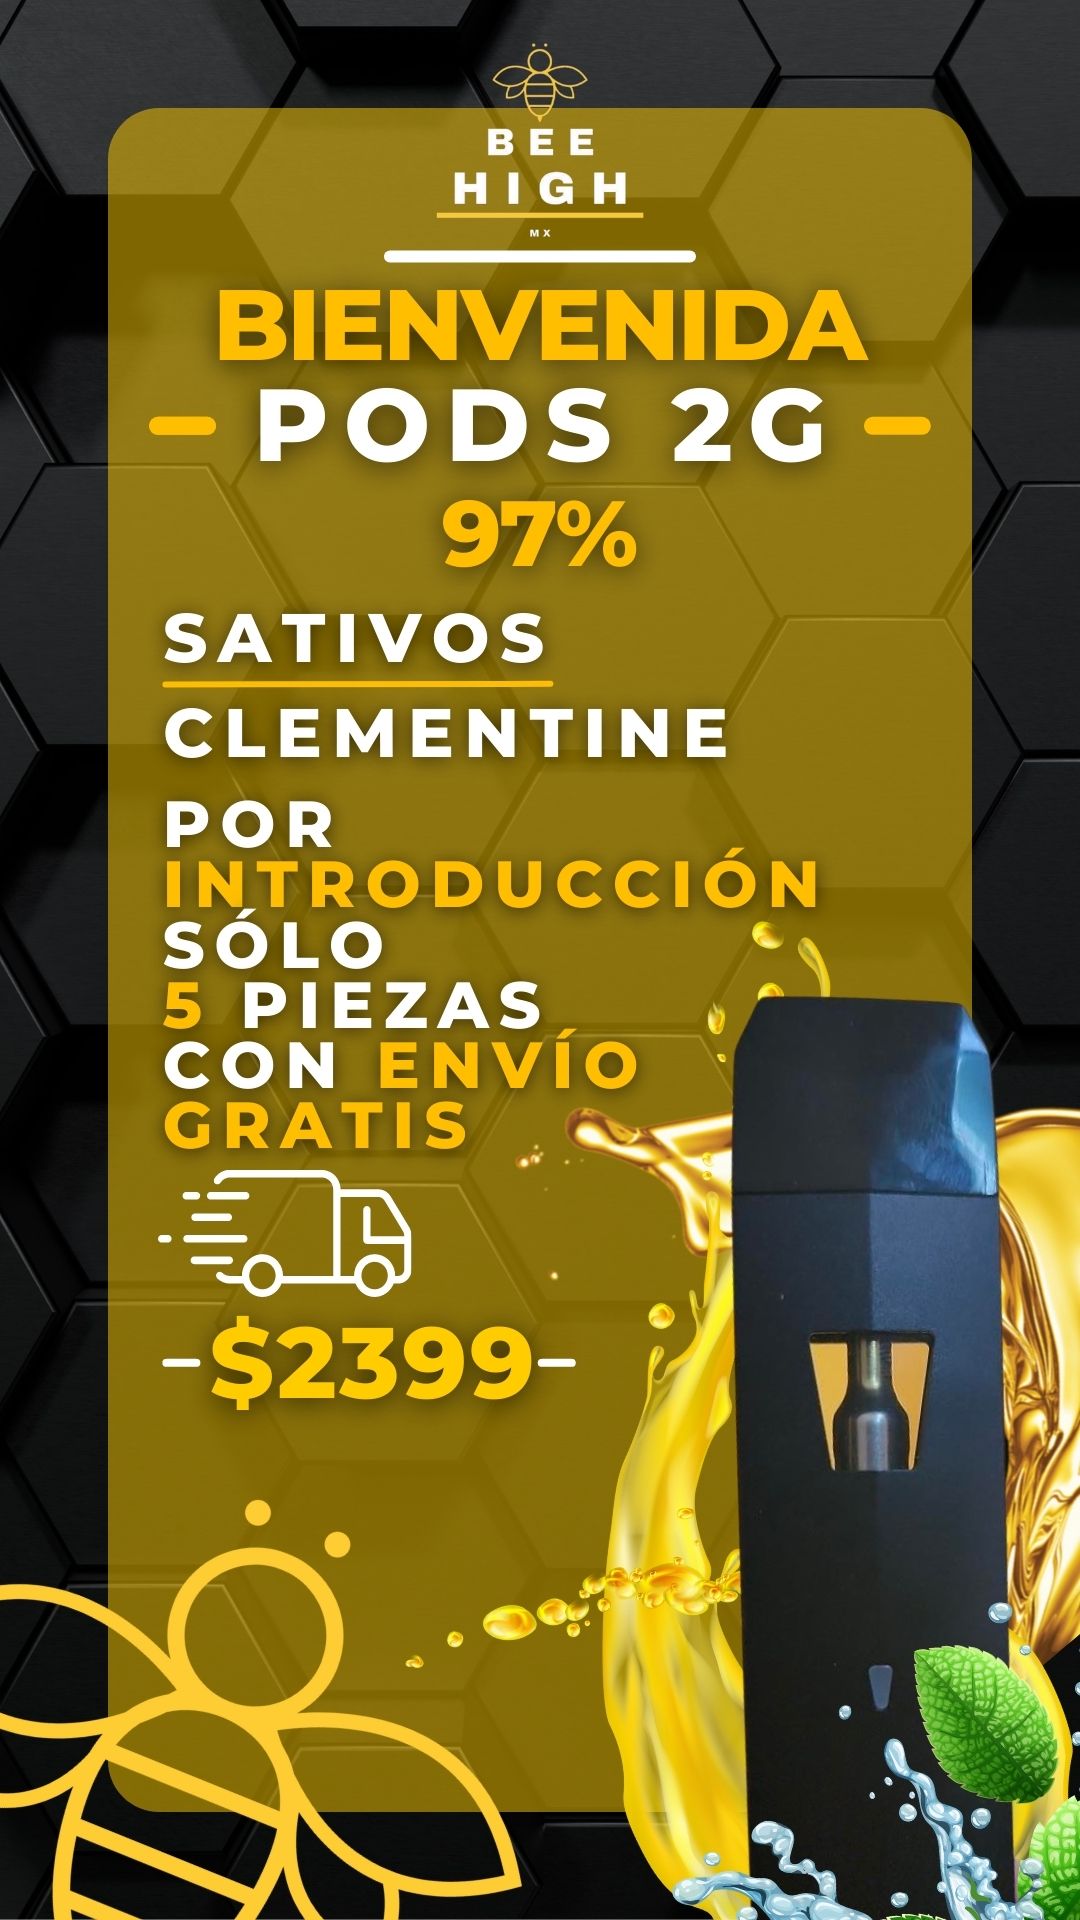 BEE
HIGH
MX
BIENVENIDA
PODS 2G
97%
SATIVOS
CLEMENTINE
POR
INTRODUCCIÓN
SÓLO
5 PIEZAS
CON ENVÍO
GRATIS
$2399